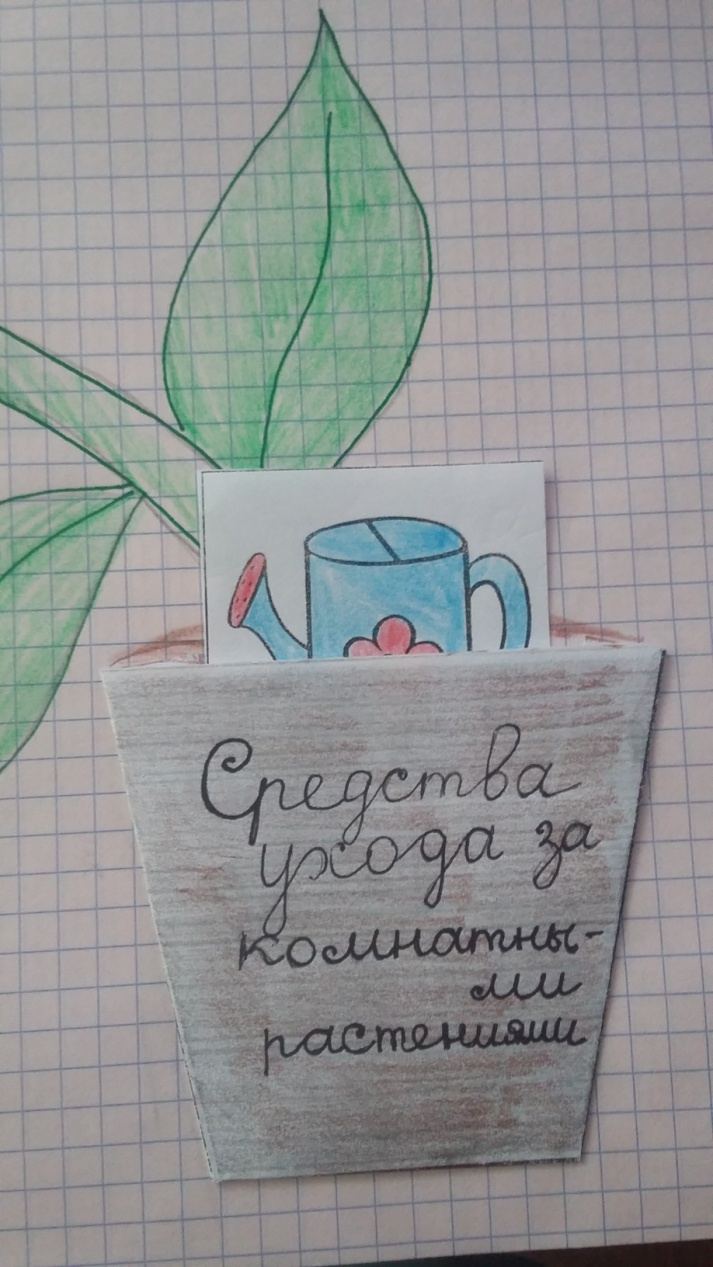 Средства
ухода за
комнатны-
ми
растениями